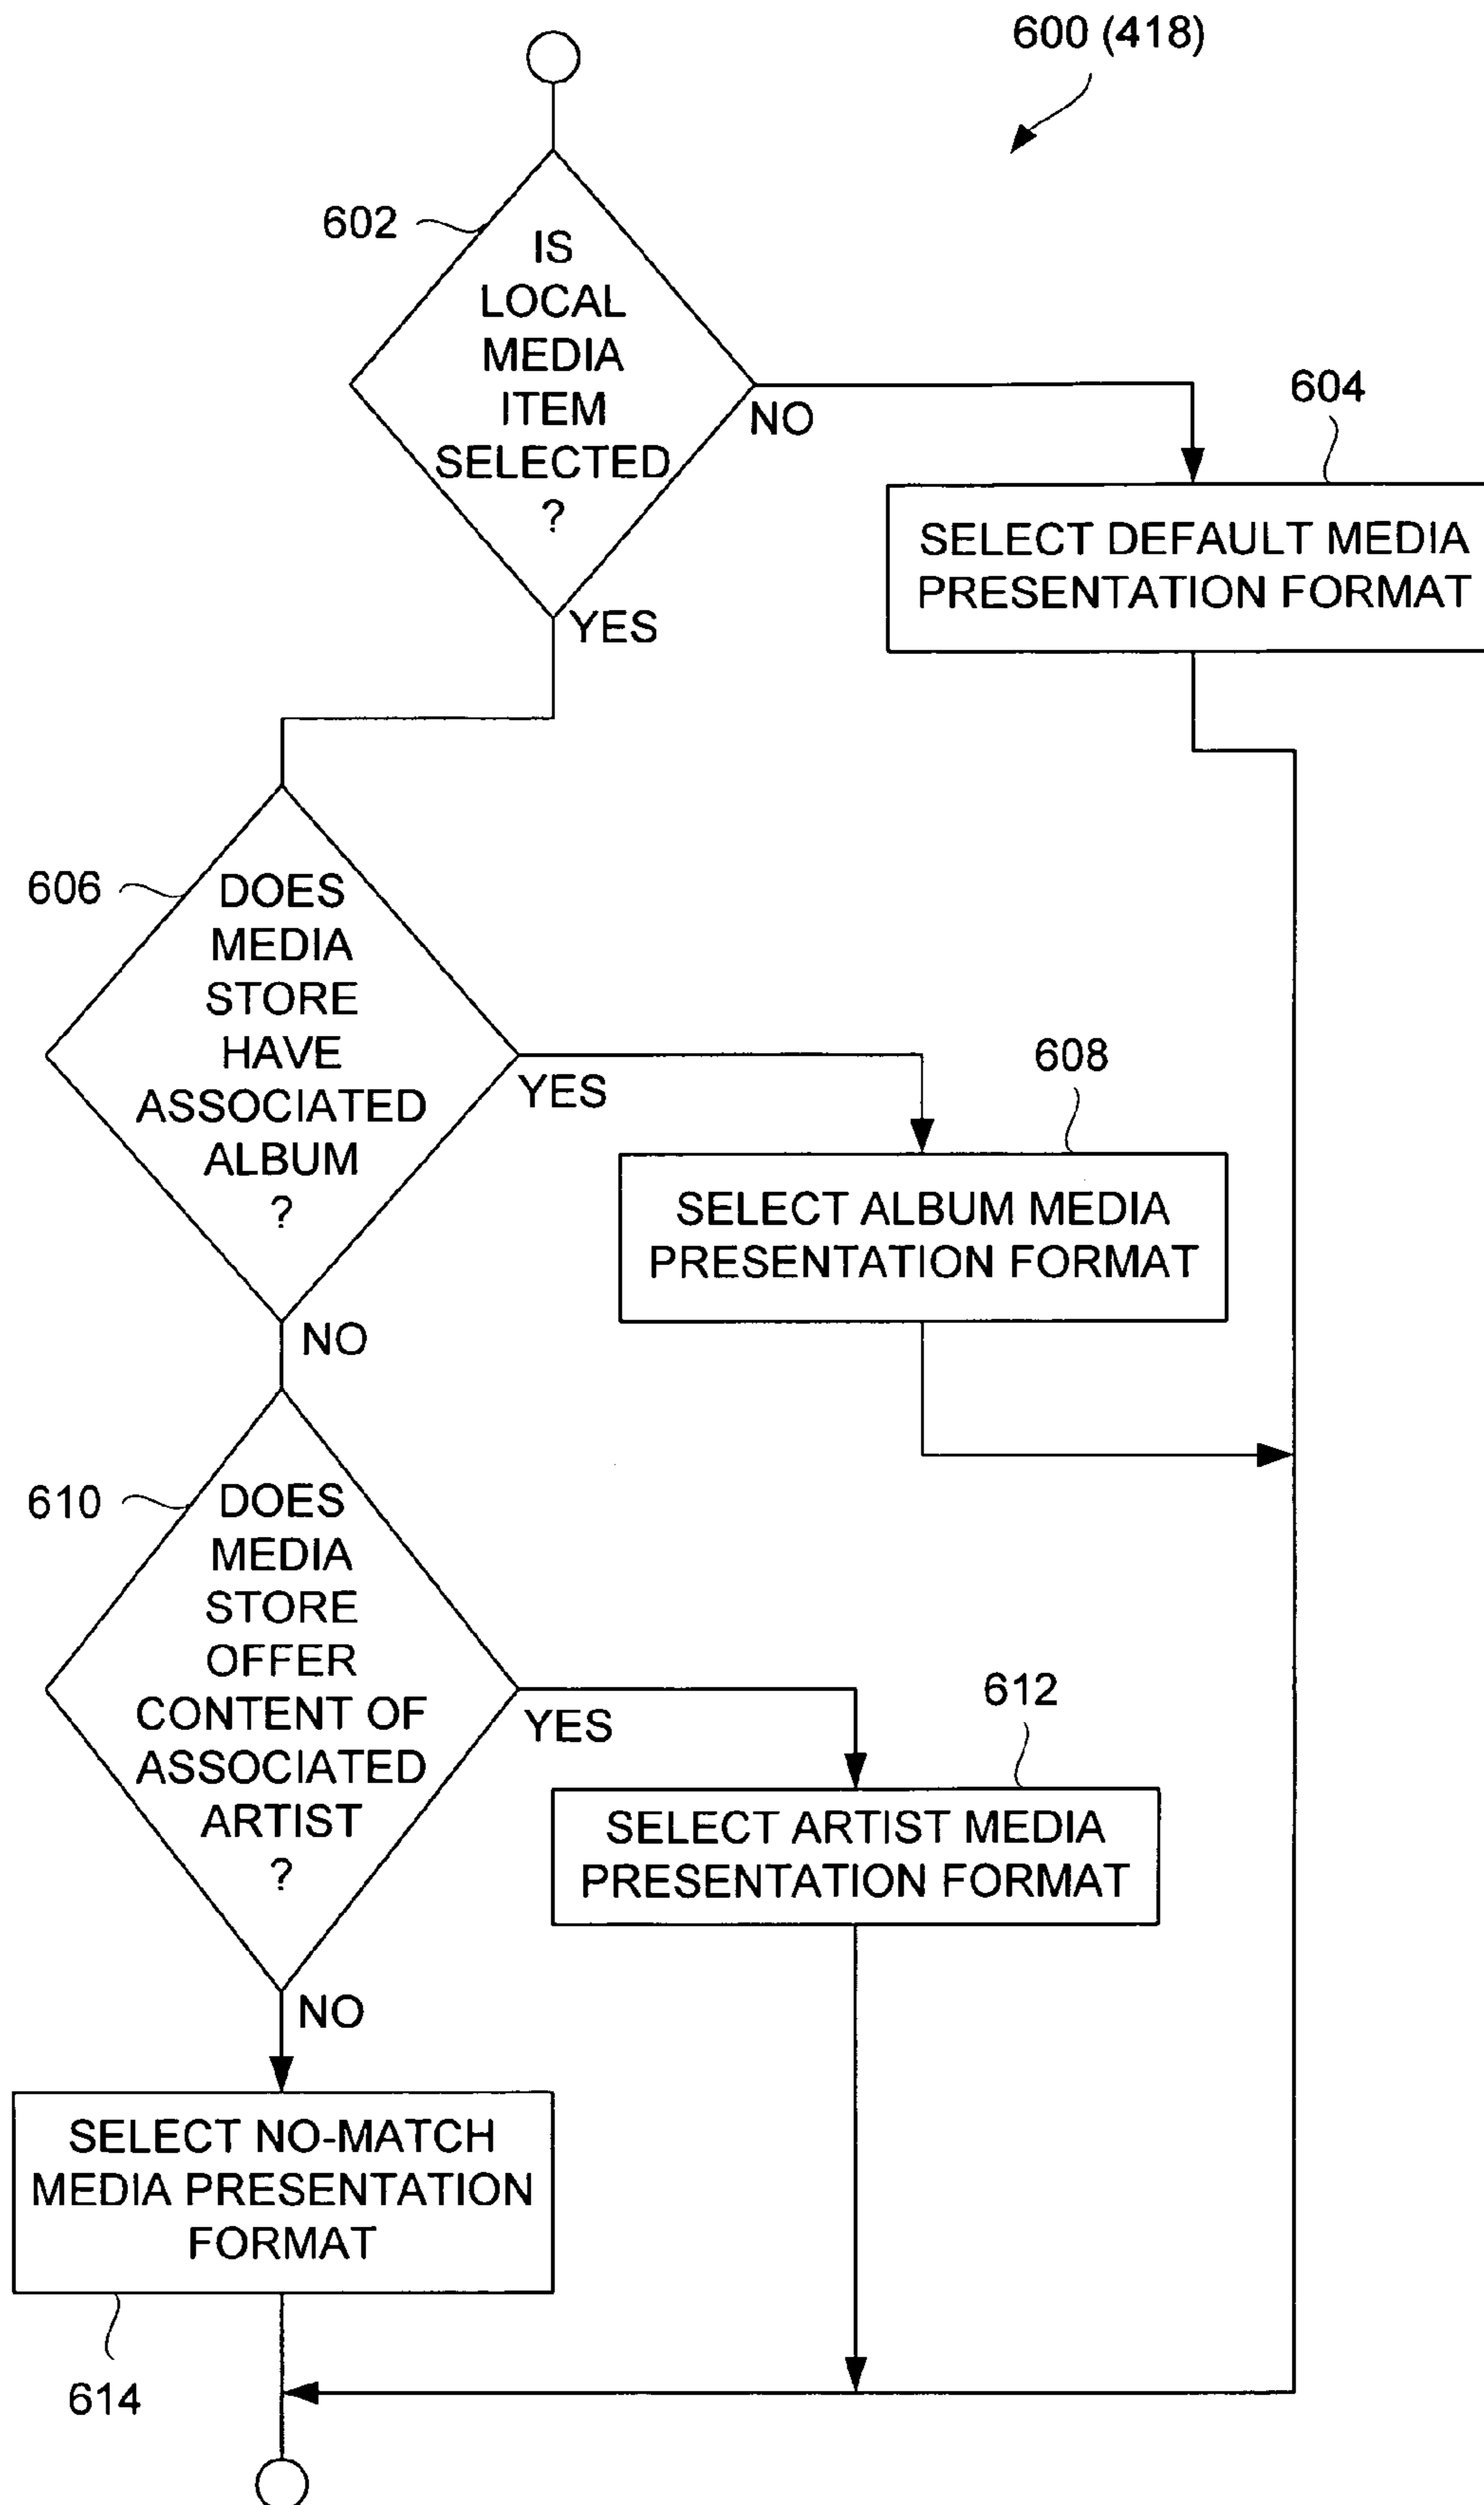 600 (418)
602
IS
LOCAL
MEDIA
ITEM
SELECTED
?
NO
YES
604
SELECT DEFAULT MEDIA
PRESENTATION FORMAT
606
DOES
MEDIA
STORE
HAVE
ASSOCIATED
ALBUM
?
YES
NO
608
SELECT ALBUM MEDIA
PRESENTATION FORMAT
610
DOES
MEDIA
STORE
OFFER
CONTENT OF
ASSOCIATED
ARTIST
?
YES
NO
612
SELECT ARTIST MEDIA
PRESENTATION FORMAT
SELECT NO-MATCH
MEDIA PRESENTATION
FORMAT
614